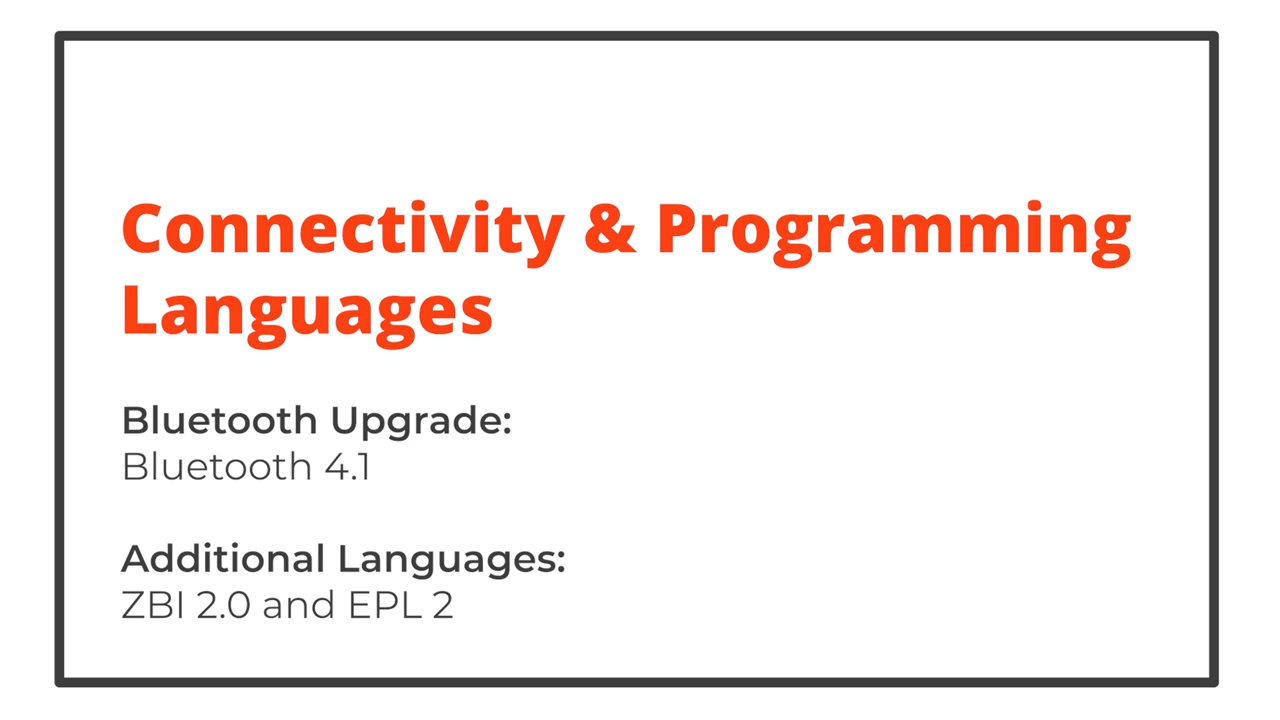 Connectivity & Programming
Languages
Bluetooth Upgrade:
Bluetooth 4.1
Additional Languages:
ZBI 2.0 and EPL 2